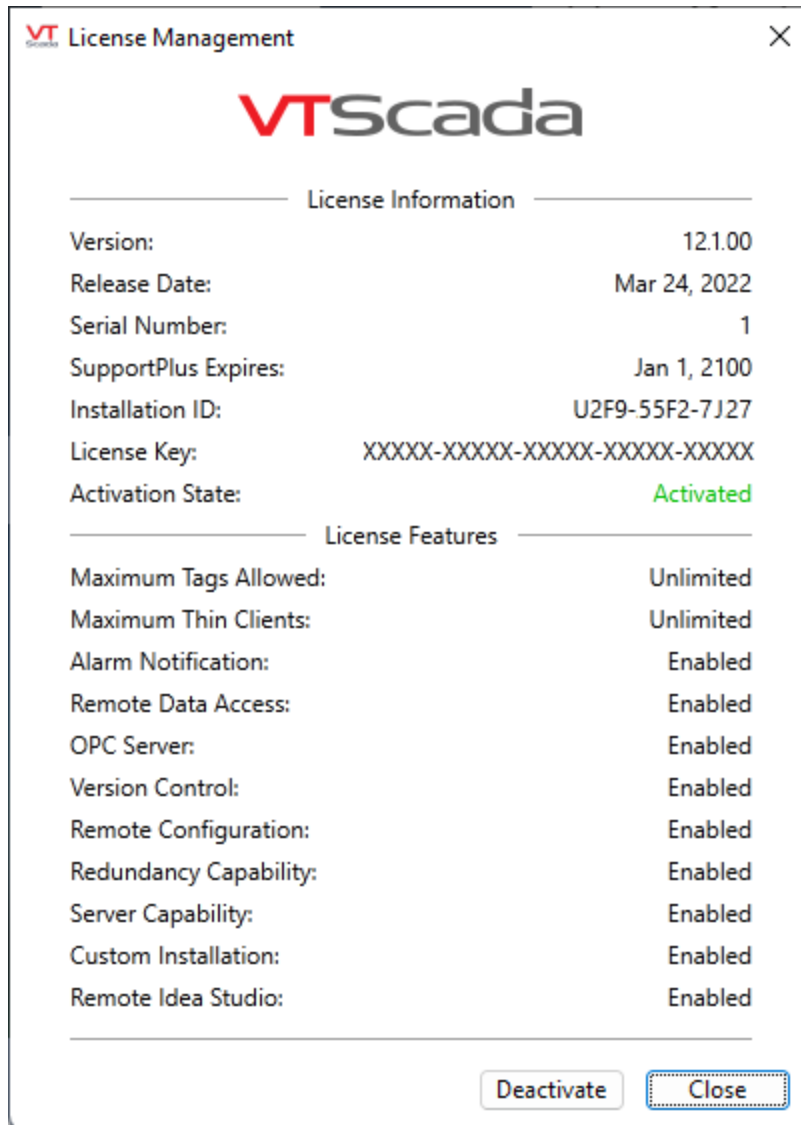 VTScada License Management
VTScada
License Information
Version: 12.1.00
Release Date: Mar 24, 2022
Serial Number: 1
SupportPlus Expires: Jan 1, 2100
Installation ID: U2F9-55F2-7J27
License Key: XXXXX-XXXXX-XXXXX-XXXXX-XXXXX
Activation State: Activated
License Features
Maximum Tags Allowed: Unlimited
Maximum Thin Clients: Unlimited
Alarm Notification: Enabled
Remote Data Access: Enabled
OPC Server: Enabled
Version Control: Enabled
Remote Configuration: Enabled
Redundancy Capability: Enabled
Server Capability: Enabled
Custom Installation: Enabled
Remote Idea Studio: Enabled
Deactivate Close